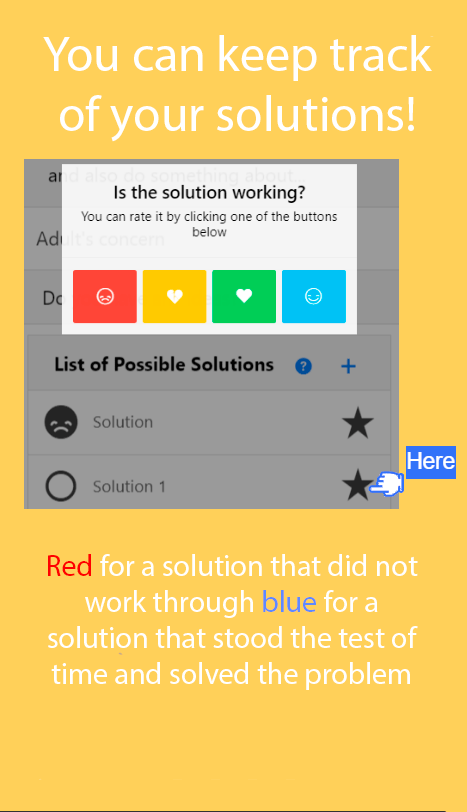 You can keep track
of your solutions!
and also do something about...
Is the solution working?
You can rate it by clicking one of the buttons
below
Adult's concern
Do
List of Possible Solutions ? +
Solution
Here
Solution 1
Red for a solution that did not
work through blue for a
solution that stood the test of
time and solved the problem